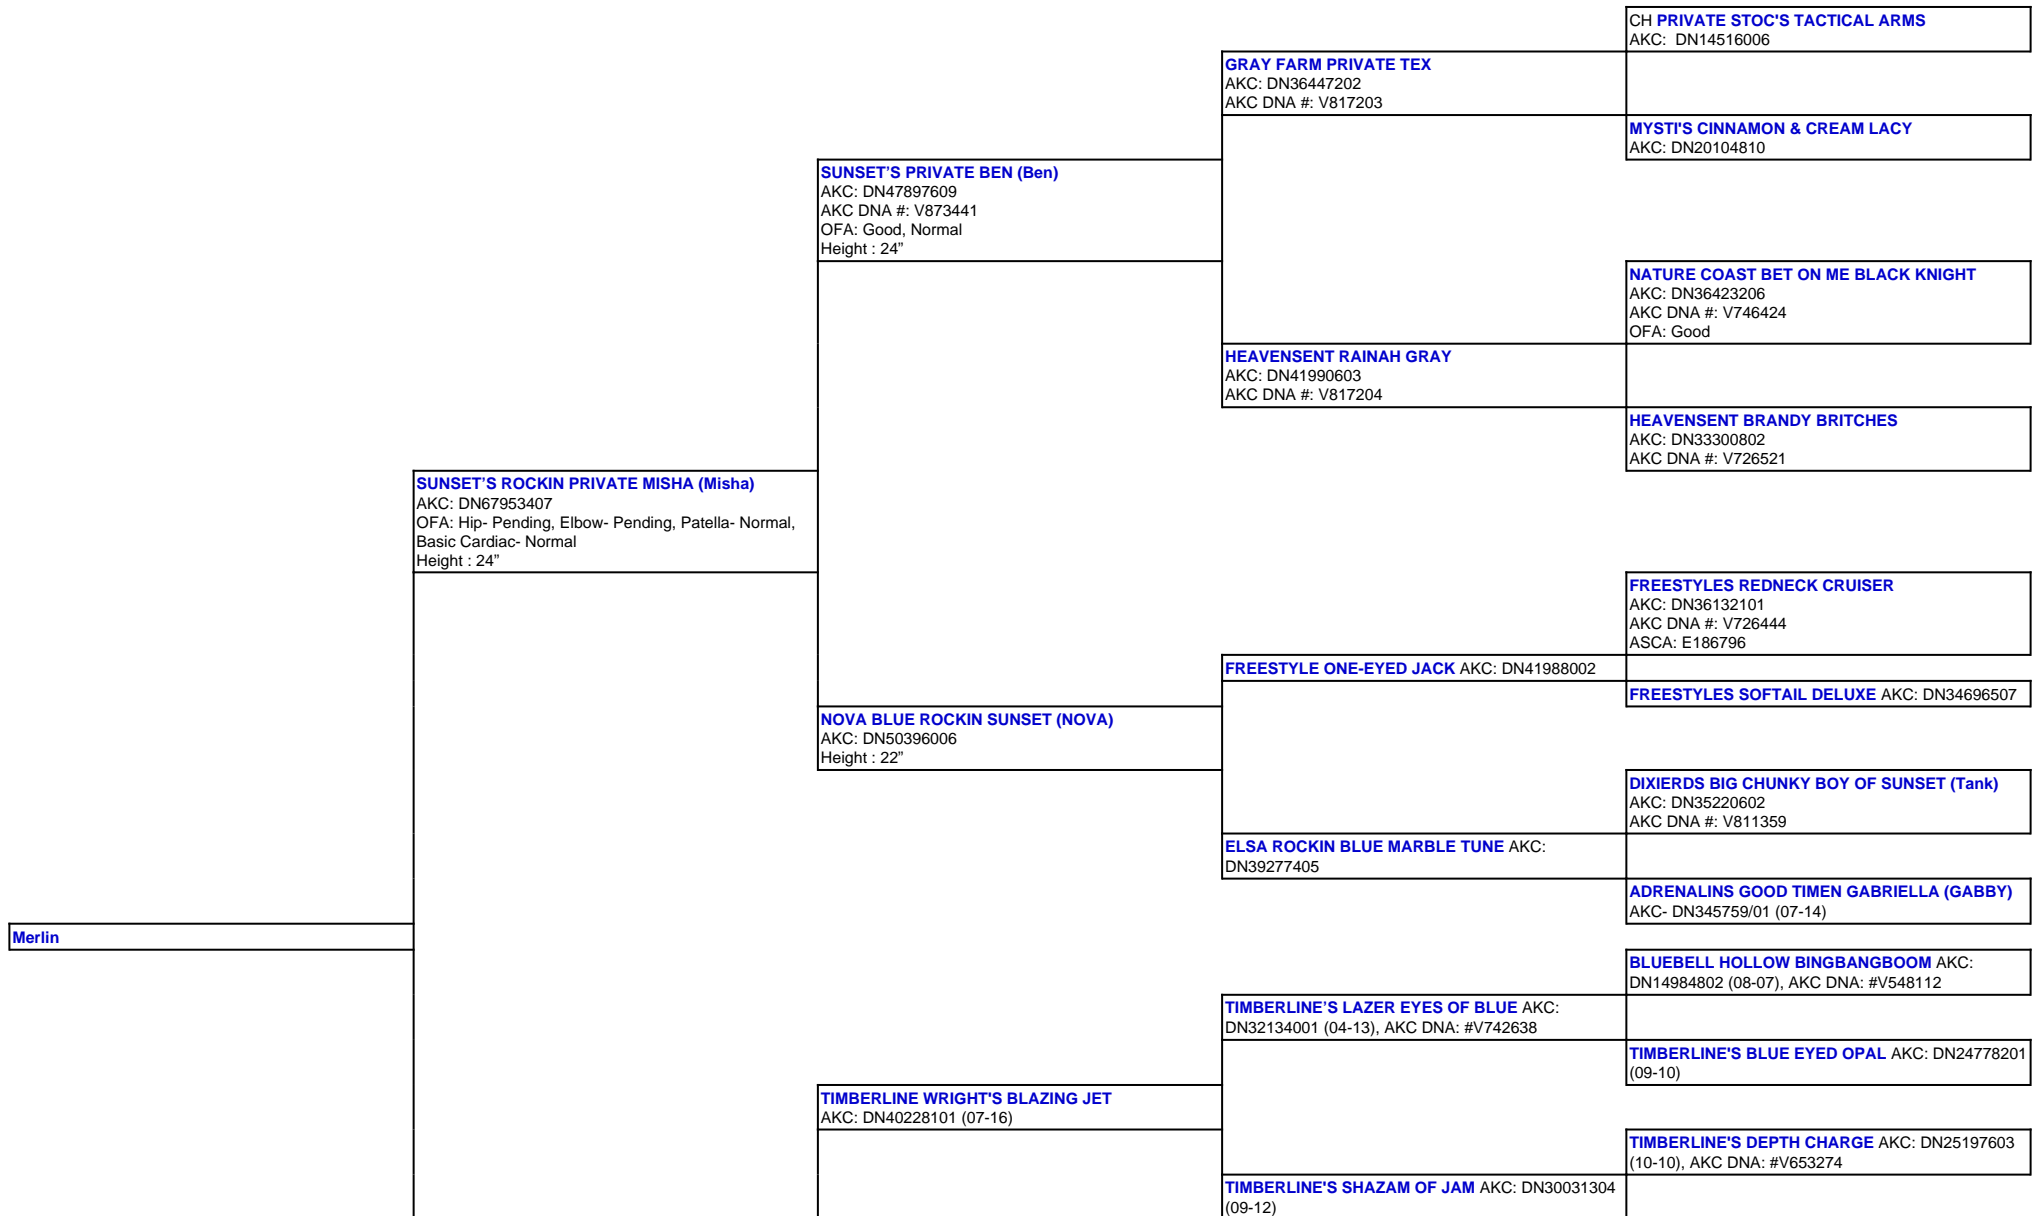 CH PRIVATE STOC'S TACTICAL ARMS
AKC:  DN14516006
GRAY FARM PRIVATE TEX
AKC: DN36447202
AKC DNA #: V817203
MYSTI'S CINNAMON & CREAM LACY
AKC: DN20104810
SUNSET’S PRIVATE BEN (Ben)
AKC: DN47897609
AKC DNA #: V873441
OFA: Good, Normal
Height : 24”
NATURE COAST BET ON ME BLACK KNIGHT
AKC: DN36423206
AKC DNA #: V746424
OFA: Good
HEAVENSENT RAINAH GRAY
AKC: DN41990603
AKC DNA #: V817204
HEAVENSENT BRANDY BRITCHES
AKC: DN33300802
AKC DNA #: V726521
SUNSET’S ROCKIN PRIVATE MISHA (Misha)
AKC: DN67953407
OFA: Hip- Pending, Elbow- Pending, Patella- Normal,
Basic Cardiac- Normal
Height : 24”
FREESTYLES REDNECK CRUISER
AKC: DN36132101
AKC DNA #: V726444
ASCA: E186796
FREESTYLE ONE-EYED JACK AKC: DN41988002
FREESTYLES SOFTAIL DELUXE AKC: DN34696507
NOVA BLUE ROCKIN SUNSET (NOVA)
AKC: DN50396006
Height : 22”
DIXIERDS BIG CHUNKY BOY OF SUNSET (Tank)
AKC: DN35220602
AKC DNA #: V811359
ELSA ROCKIN BLUE MARBLE TUNE AKC:
DN39277405
ADRENALINS GOOD TIMEN GABRIELLA (GABBY)
AKC- DN345759/01 (07-14)
Merlin
BLUEBELL HOLLOW BINGBANGBOOM AKC:
DN14984802 (08-07), AKC DNA: #V548112
TIMBERLINE’S LAZER EYES OF BLUE AKC:
DN32134001 (04-13), AKC DNA: #V742638
TIMBERLINE'S BLUE EYED OPAL AKC: DN24778201
(09-10)
TIMBERLINE WRIGHT'S BLAZING JET
AKC: DN40228101 (07-16)
TIMBERLINE'S DEPTH CHARGE AKC: DN25197603
(10-10), AKC DNA: #V653274
TIMBERLINE'S SHAZAM OF JAM AKC: DN30031304
(09-12)